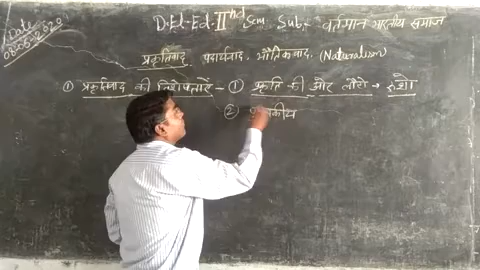 Date
D.El.Ed. IInd Sem. Sub:- वर्तमान भारतीय समाज
प्रकृतिवाद, पदार्थवाद, भौतिकवाद, (Naturalism)
① प्रकृतिवाद की विशेषतारें - ① प्रकृति की और लौटो → रूसो
②